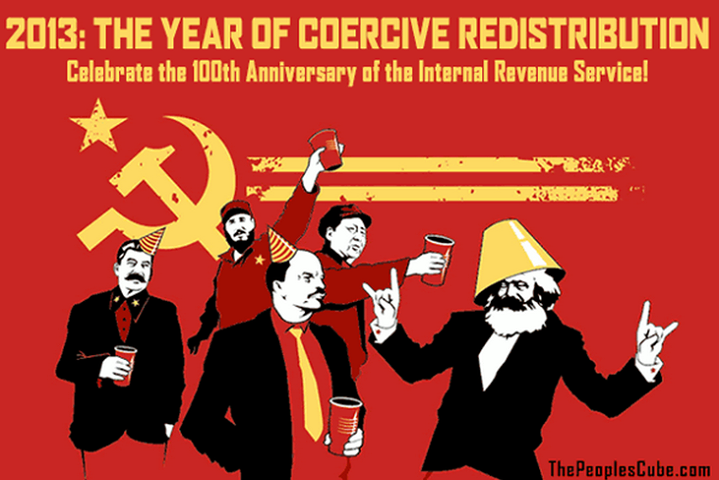 2013: THE YEAR OF COERCIVE REDISTRIBUTION
Celebrate the 100th Anniversary of the Internal Revenue Service!
ThePeoplesCube.com